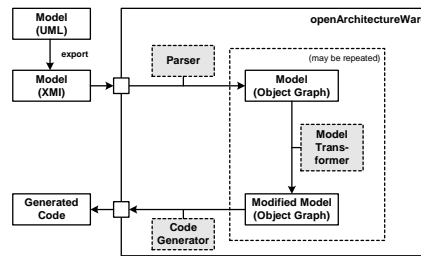 Model
(UML)
openArchitectureWare
export
(may be repeated)
Parser
Model
(XMI)
Model
(Object Graph)
Model
Trans-
former
Generated
Code
Modified Model
(Object Graph)
Code
Generator